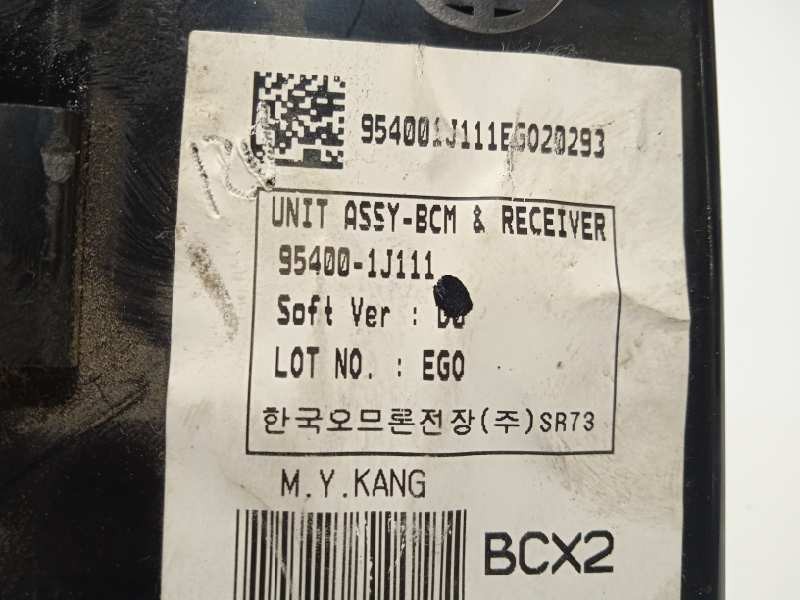 954001J111EGO20293
UNIT ASSY-BCM & RECEIVER
95400-1J111
Soft Ver :
LOT NO. : EGO
한국오므론전장(주)SR73
M.Y.KANG
BCX2